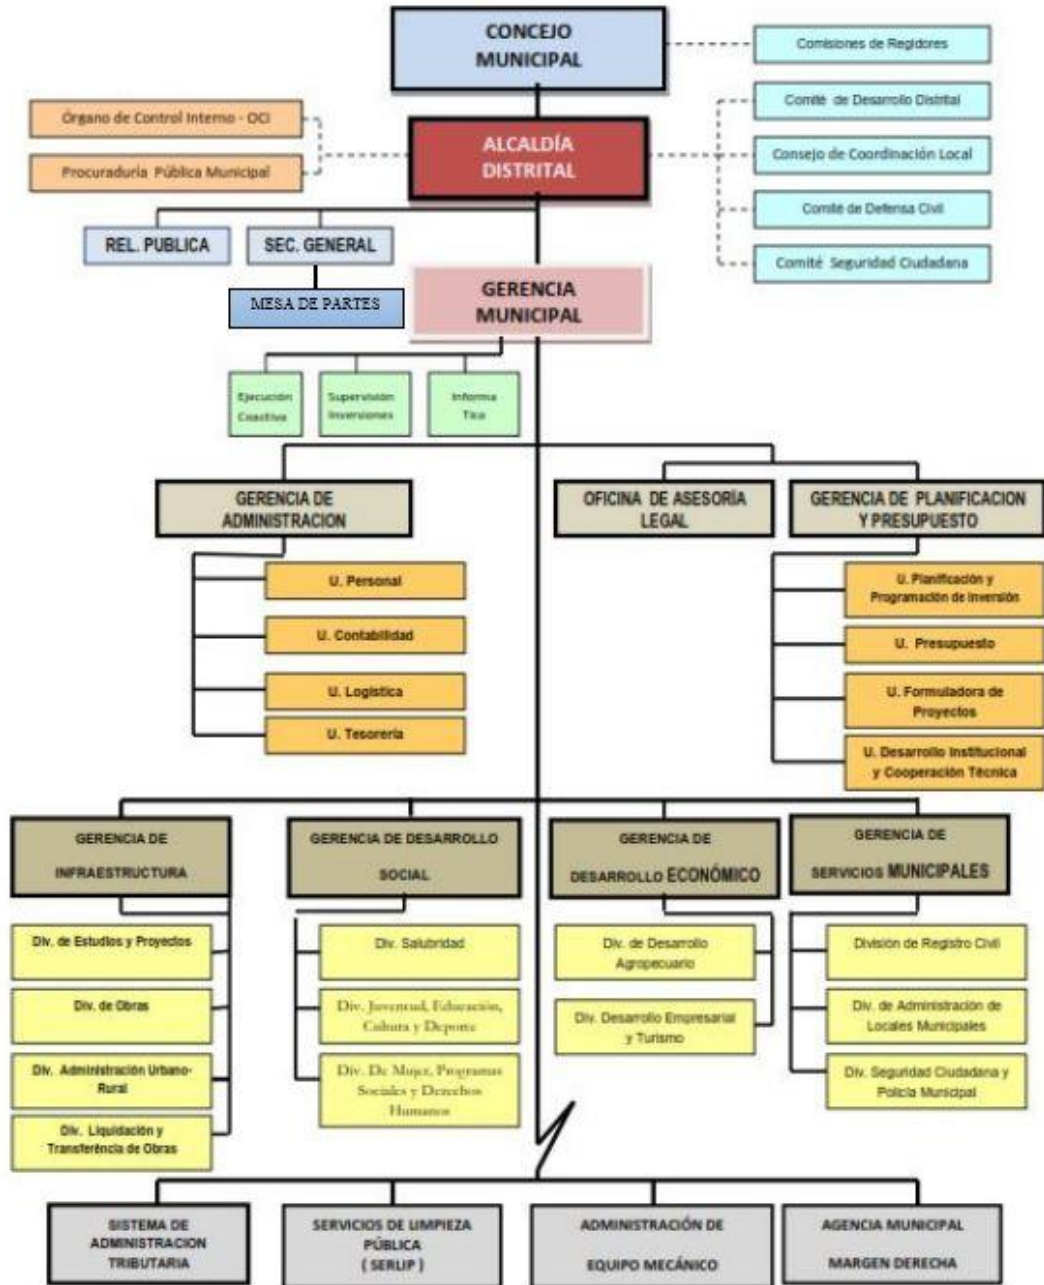 CONCEJO
MUNICIPAL
Comisiones de Regidores
Comité de Desarrollo Distrital
Órgano de Control Interno - OCI
ALCALDÍA
DISTRITAL
Consejo de Coordinación Local
Procuraduría Pública Municipal
Comité de Defensa Civil
REL. PUBLICA
SEC. GENERAL
Comité Seguridad Ciudadana
MESA DE PARTES
GERENCIA
MUNICIPAL
Ejecución
Coactiva
Supervisión
Inversiones
Informa
Tica
GERENCIA DE
ADMINISTRACION
OFICINA DE ASESORÍA
LEGAL
GERENCIA DE PLANIFICACION
Y PRESUPUESTO
U. Personal
U. Contabilidad
U. Logística
U. Tesorería
U. Planificación y
Programación de Inversión
U. Presupuesto
U. Formuladora de
Proyectos
U. Desarrollo Institucional
y Cooperación Técnica
GERENCIA DE
INFRAESTRUCTURA
GERENCIA DE DESARROLLO
SOCIAL
GERENCIA DE
DESARROLLO ECONÓMICO
GERENCIA DE
SERVICIOS MUNICIPALES
Div. de Estudios y Proyectos
Div. de Obras
Div. Administración Urbano-
Rural
Div. Liquidación y
Transferência de Obras
Div. Salubridad
Div. Juventud, Educación,
Cultura y Deporte
Div. De Mujer, Programas
Sociales y Derechos
Humanos
Div. de Desarrollo
Agropecuario
Div. Desarrollo Empresarial
y Turismo
División de Registro Civil
Div. de Administración de
Locales Municipales
Div. Seguridad Ciudadana y
Policía Municipal
SISTEMA DE
ADMINISTRACION
TRIBUTARIA
SERVICIOS DE LIMPIEZA
PÚBLICA
( SERLIP )
ADMINISTRACIÓN DE
EQUIPO MECÁNICO
AGENCIA MUNICIPAL
MARGEN DERECHA